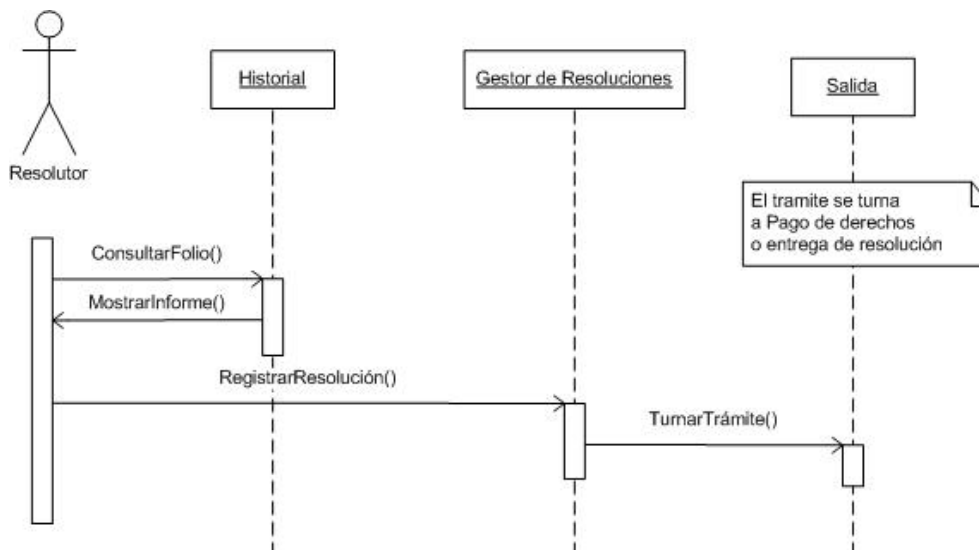 Historial
Gestor de Resoluciones
Salida
Resolutor
El tramite se turna
a Pago de derechos
o entrega de resolución
ConsultarFolio()
MostrarInforme()
RegistrarResolución()
TurnarTrámite()